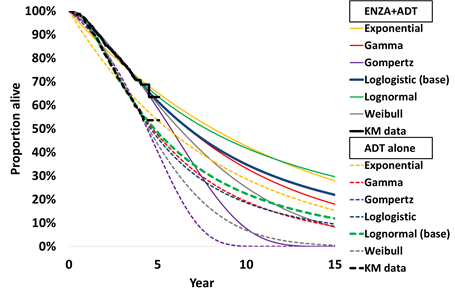 Proportion alive
100%
90%
80%
70%
60%
50%
40%
30%
20%
10%
0%
0
5
10
15
Year
ENZA+ADT
Exponential
Gamma
Gompertz
Loglogistic (base)
Lognormal
Weibull
KM data
ADT alone
Exponential
Gamma
Gompertz
Loglogistic
Lognormal (base)
Weibull
KM data